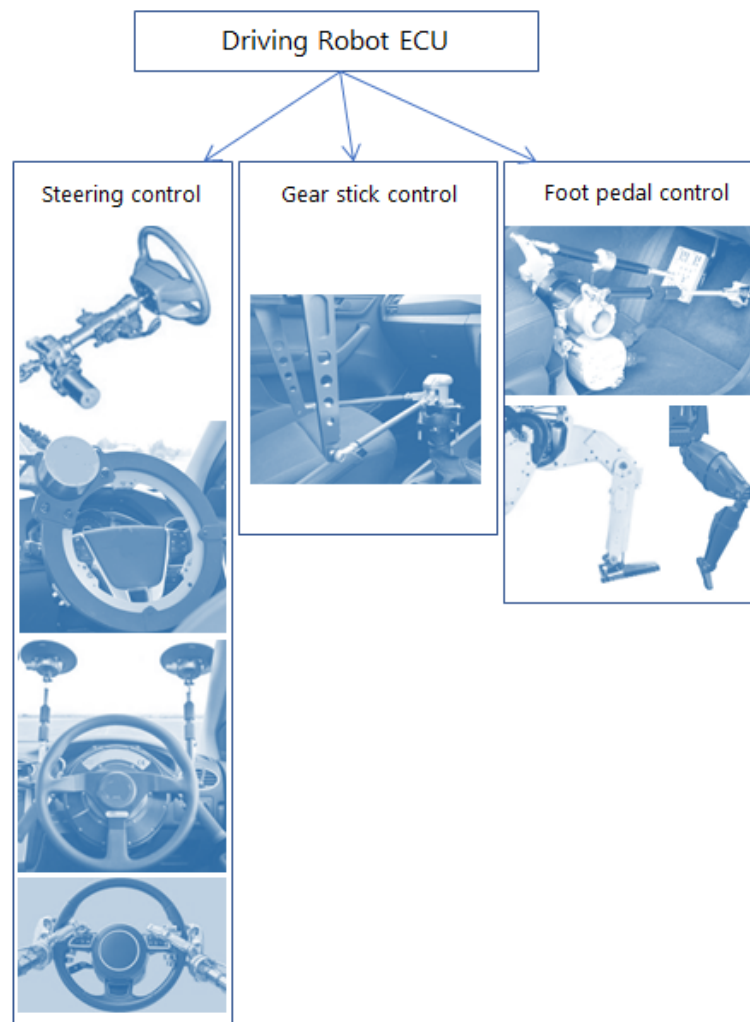 Driving Robot ECU
Steering control
Gear stick control
Foot pedal control